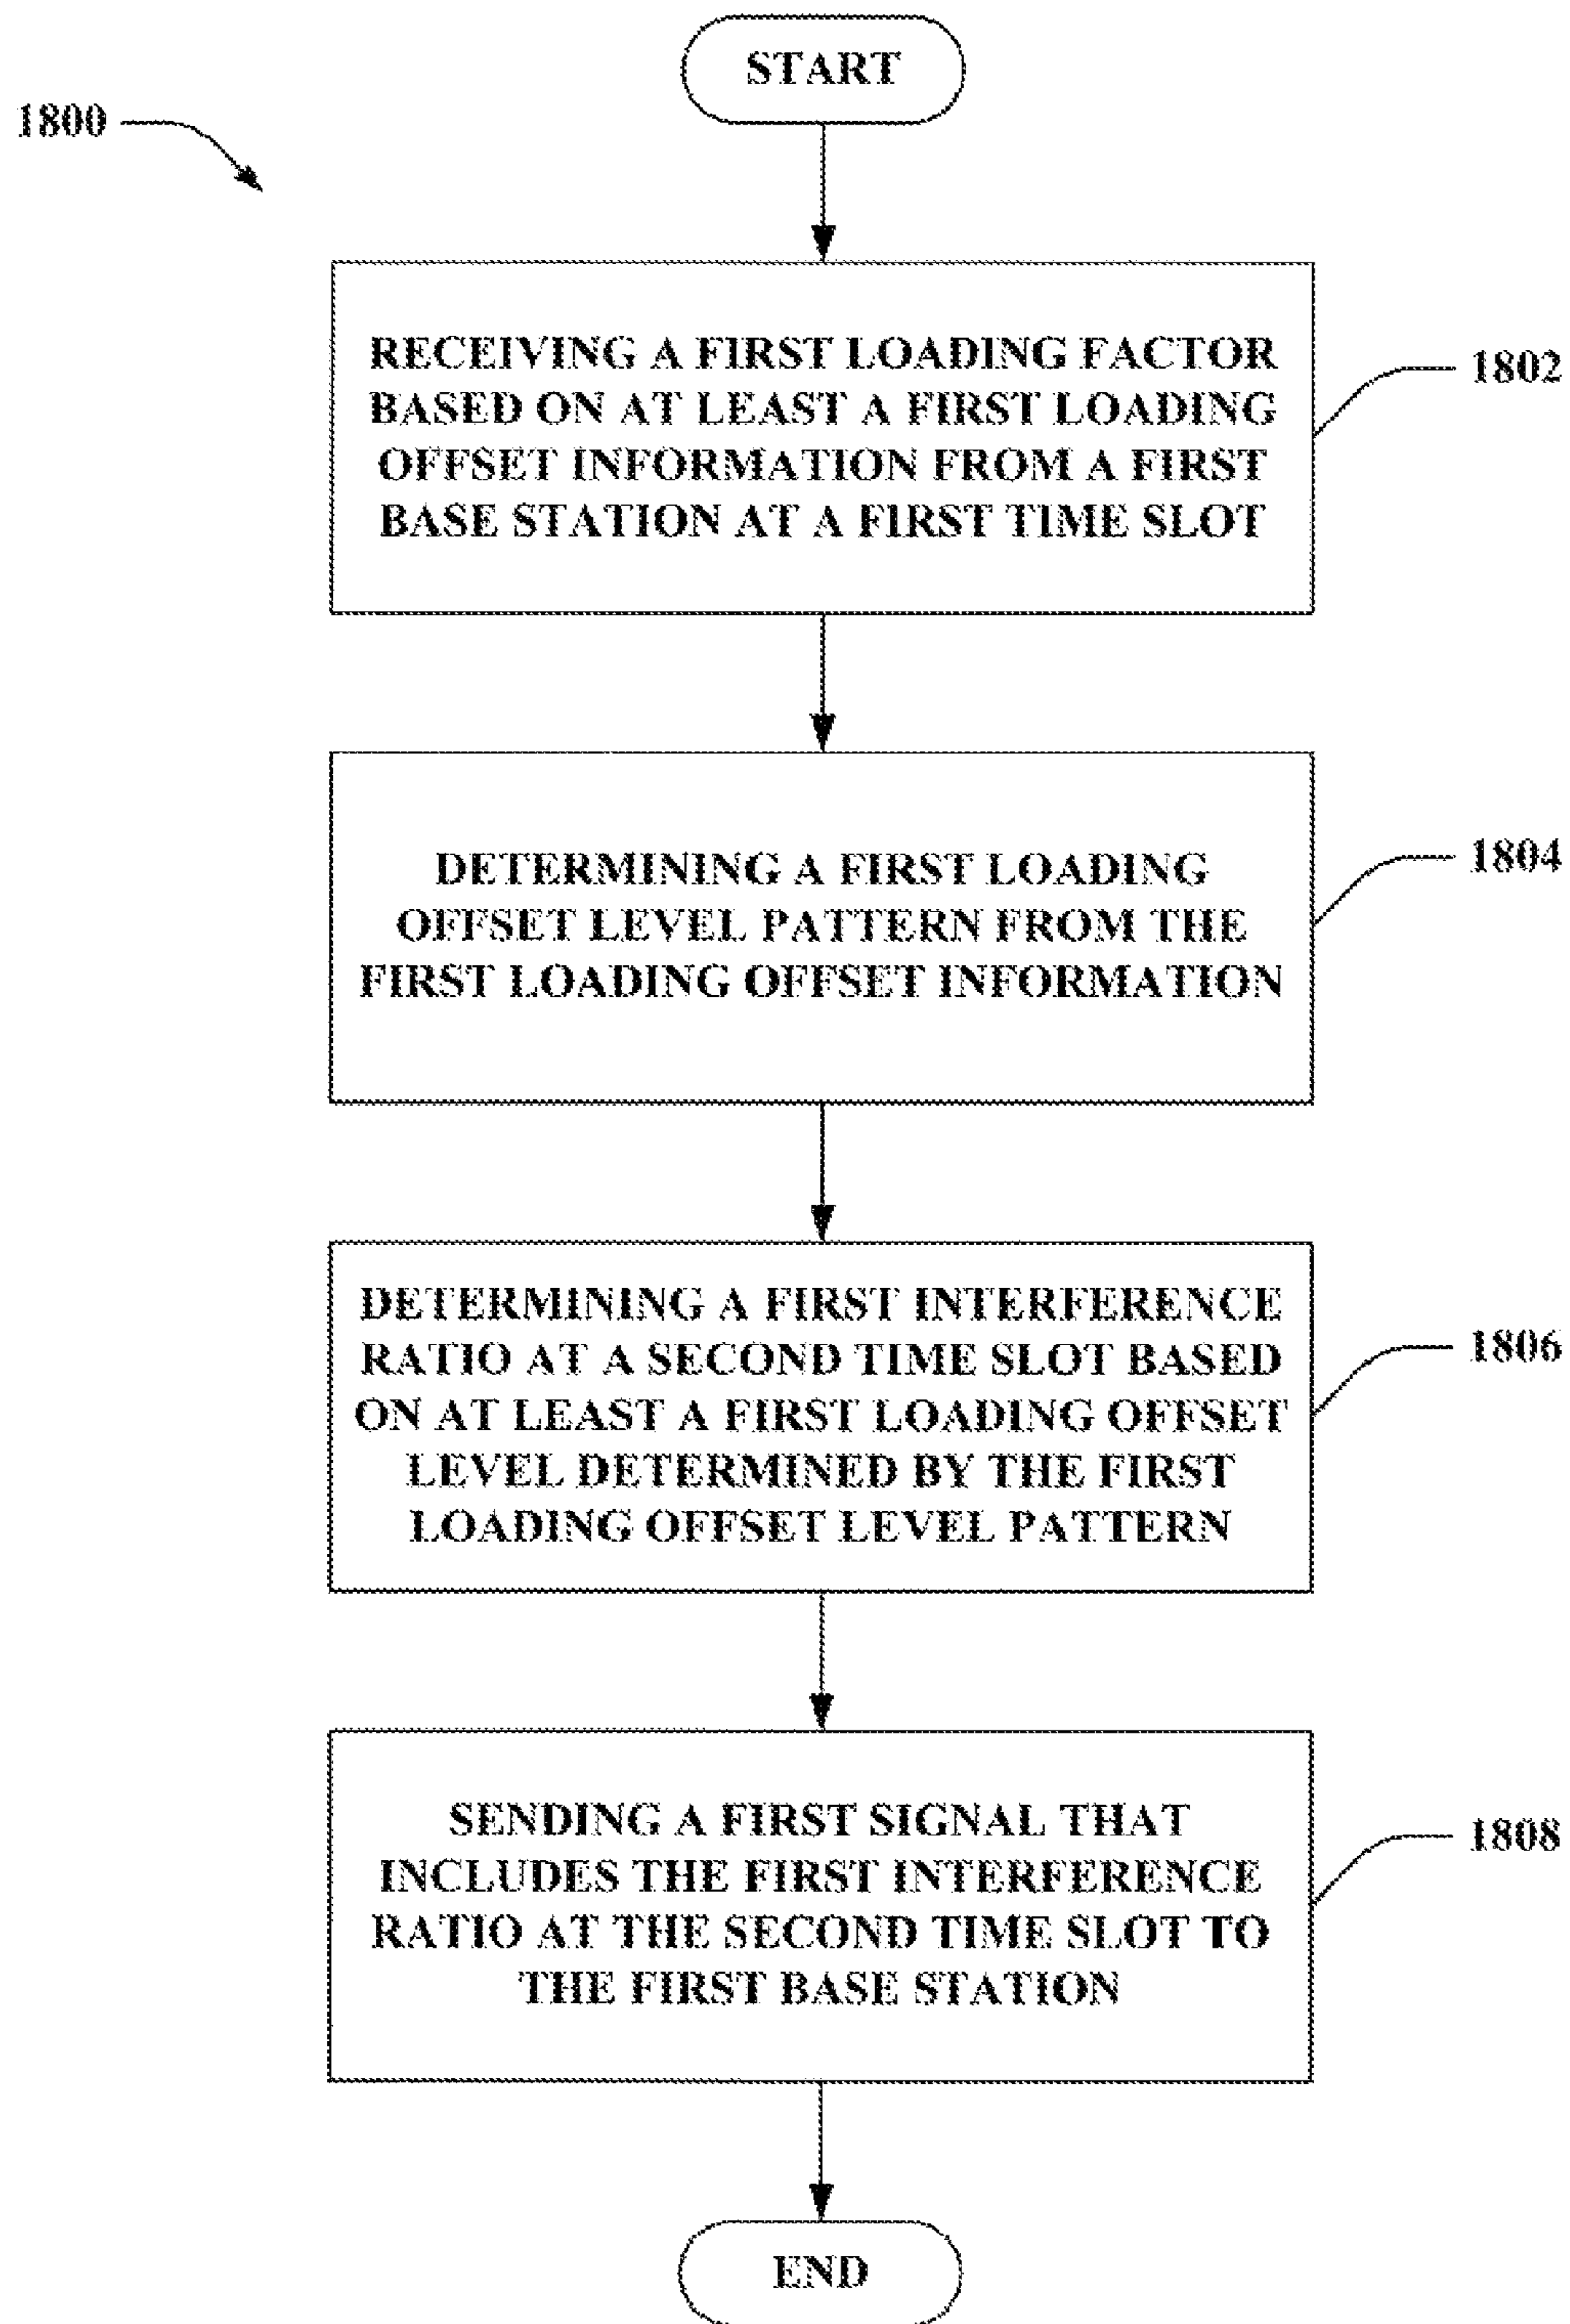 START
1800
RECEIVING A FIRST LOADING FACTOR
BASED ON AT LEAST A FIRST LOADING
OFFSET INFORMATION FROM A FIRST
BASE STATION AT A FIRST TIME SLOT
1802
DETERMINING A FIRST LOADING
OFFSET LEVEL PATTERN FROM THE
FIRST LOADING OFFSET INFORMATION
1804
DETERMINING A FIRST INTERFERENCE
RATIO AT A SECOND TIME SLOT BASED
ON AT LEAST A FIRST LOADING OFFSET
LEVEL DETERMINED BY THE FIRST
LOADING OFFSET LEVEL PATTERN
1806
SENDING A FIRST SIGNAL THAT
INCLUDES THE FIRST INTERFERENCE
RATIO AT THE SECOND TIME SLOT TO
THE FIRST BASE STATION
1808
END